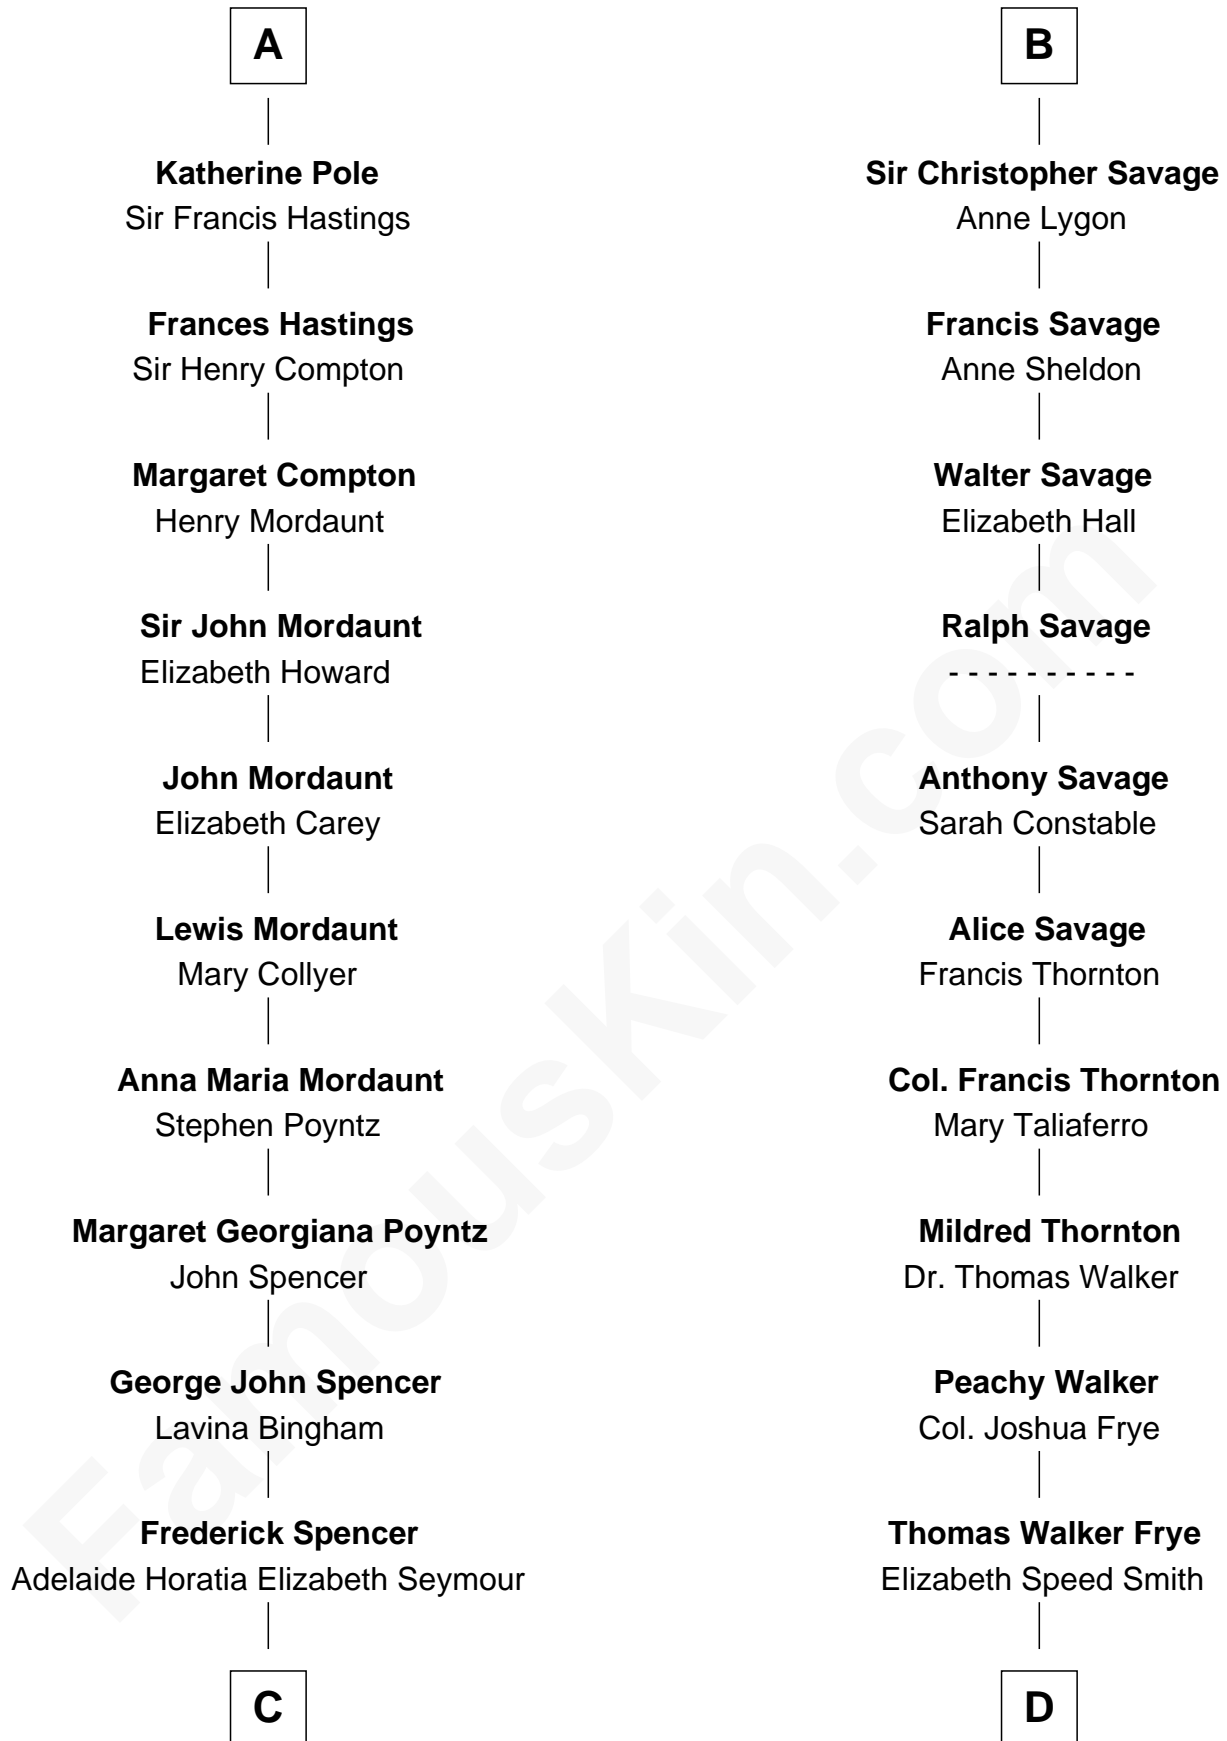 A
Katherine Pole
Sir Francis Hastings
Frances Hastings
Sir Henry Compton
Margaret Compton
Henry Mordaunt
Sir John Mordaunt
Elizabeth Howard
John Mordaunt
Elizabeth Carey
Lewis Mordaunt
Mary Collyer
Anna Maria Mordaunt
Stephen Poyntz
Margaret Georgiana Poyntz
John Spencer
George John Spencer
Lavina Bingham
Frederick Spencer
Adelaide Horatia Elizabeth Seymour
C
B
Sir Christopher Savage
Anne Lygon
Francis Savage
Anne Sheldon
Walter Savage
Elizabeth Hall
Ralph Savage
- - - - - - - - - -
Anthony Savage
Sarah Constable
Alice Savage
Francis Thornton
Col. Francis Thornton
Mary Taliaferro
Mildred Thornton
Dr. Thomas Walker
Peachy Walker
Col. Joshua Frye
Thomas Walker Frye
Elizabeth Speed Smith
D
FamousKin.com